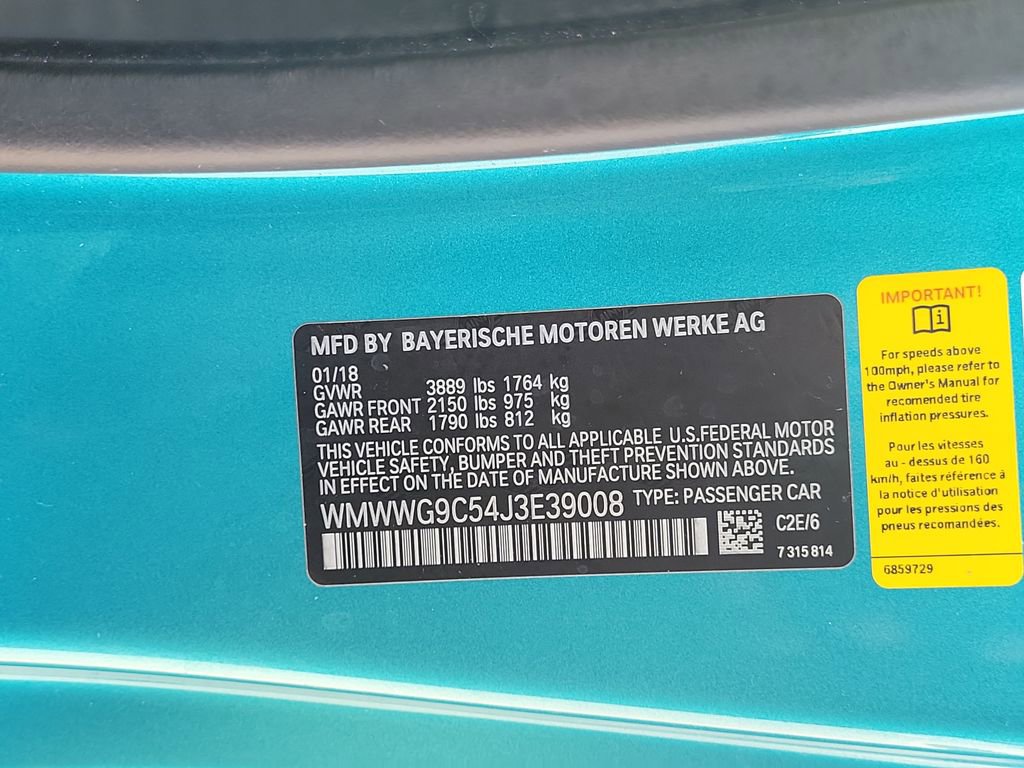 MFD BY BAYERISCHE MOTOREN WERKE AG
01/18
GVWR 3889 lbs 1764 kg
GAWR FRONT 2150 lbs 975 kg
GAWR REAR 1790 lbs 812 kg
THIS VEHICLE CONFORMS TO ALL APPLICABLE U.S.FEDERAL MOTOR
VEHICLE SAFETY, BUMPER AND THEFT PREVENTION STANDARDS
IN EFFECT ON THE DATE OF MANUFACTURE SHOWN ABOVE.
WMWWG9C54J3E39008 TYPE: PASSENGER CAR
C2E/6
7 315 814
IMPORTANT!
i
For speeds above
100mph, please refer to
the Owner's Manual for
recomended tire
inflation pressures.
Pour les vitesses
au - dessus de 160
km/h, faites référence à
la notice d'utilisation
pour les pressions des
pneus recomandées.
6859729